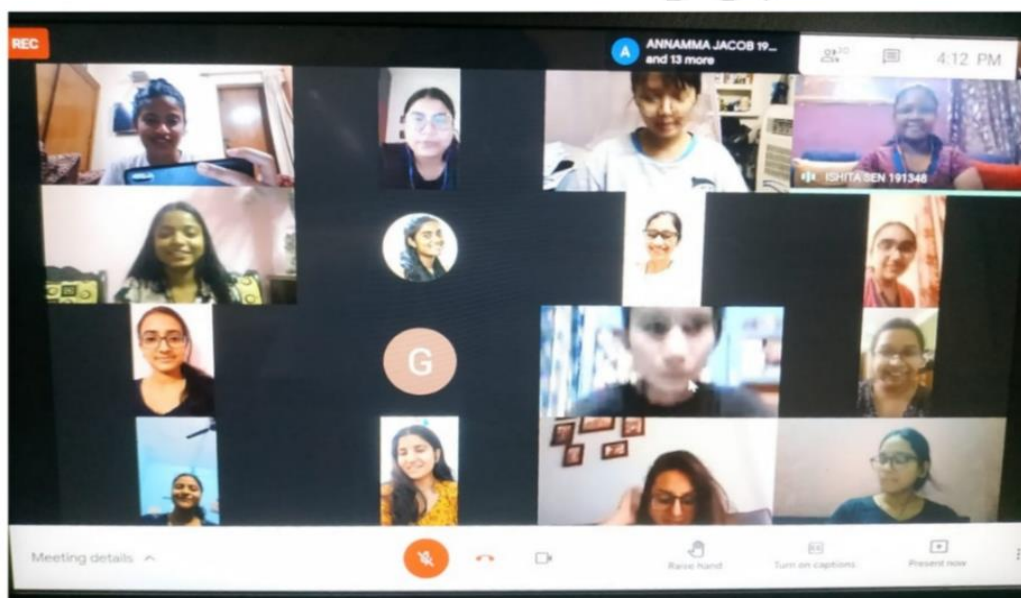 REC
A
ANNAMMA JACOB 19...
and 13 more
4:12 PM
ISHITA SEN 191348
G
Meeting details
Raise hand
Turn on captions
Present now